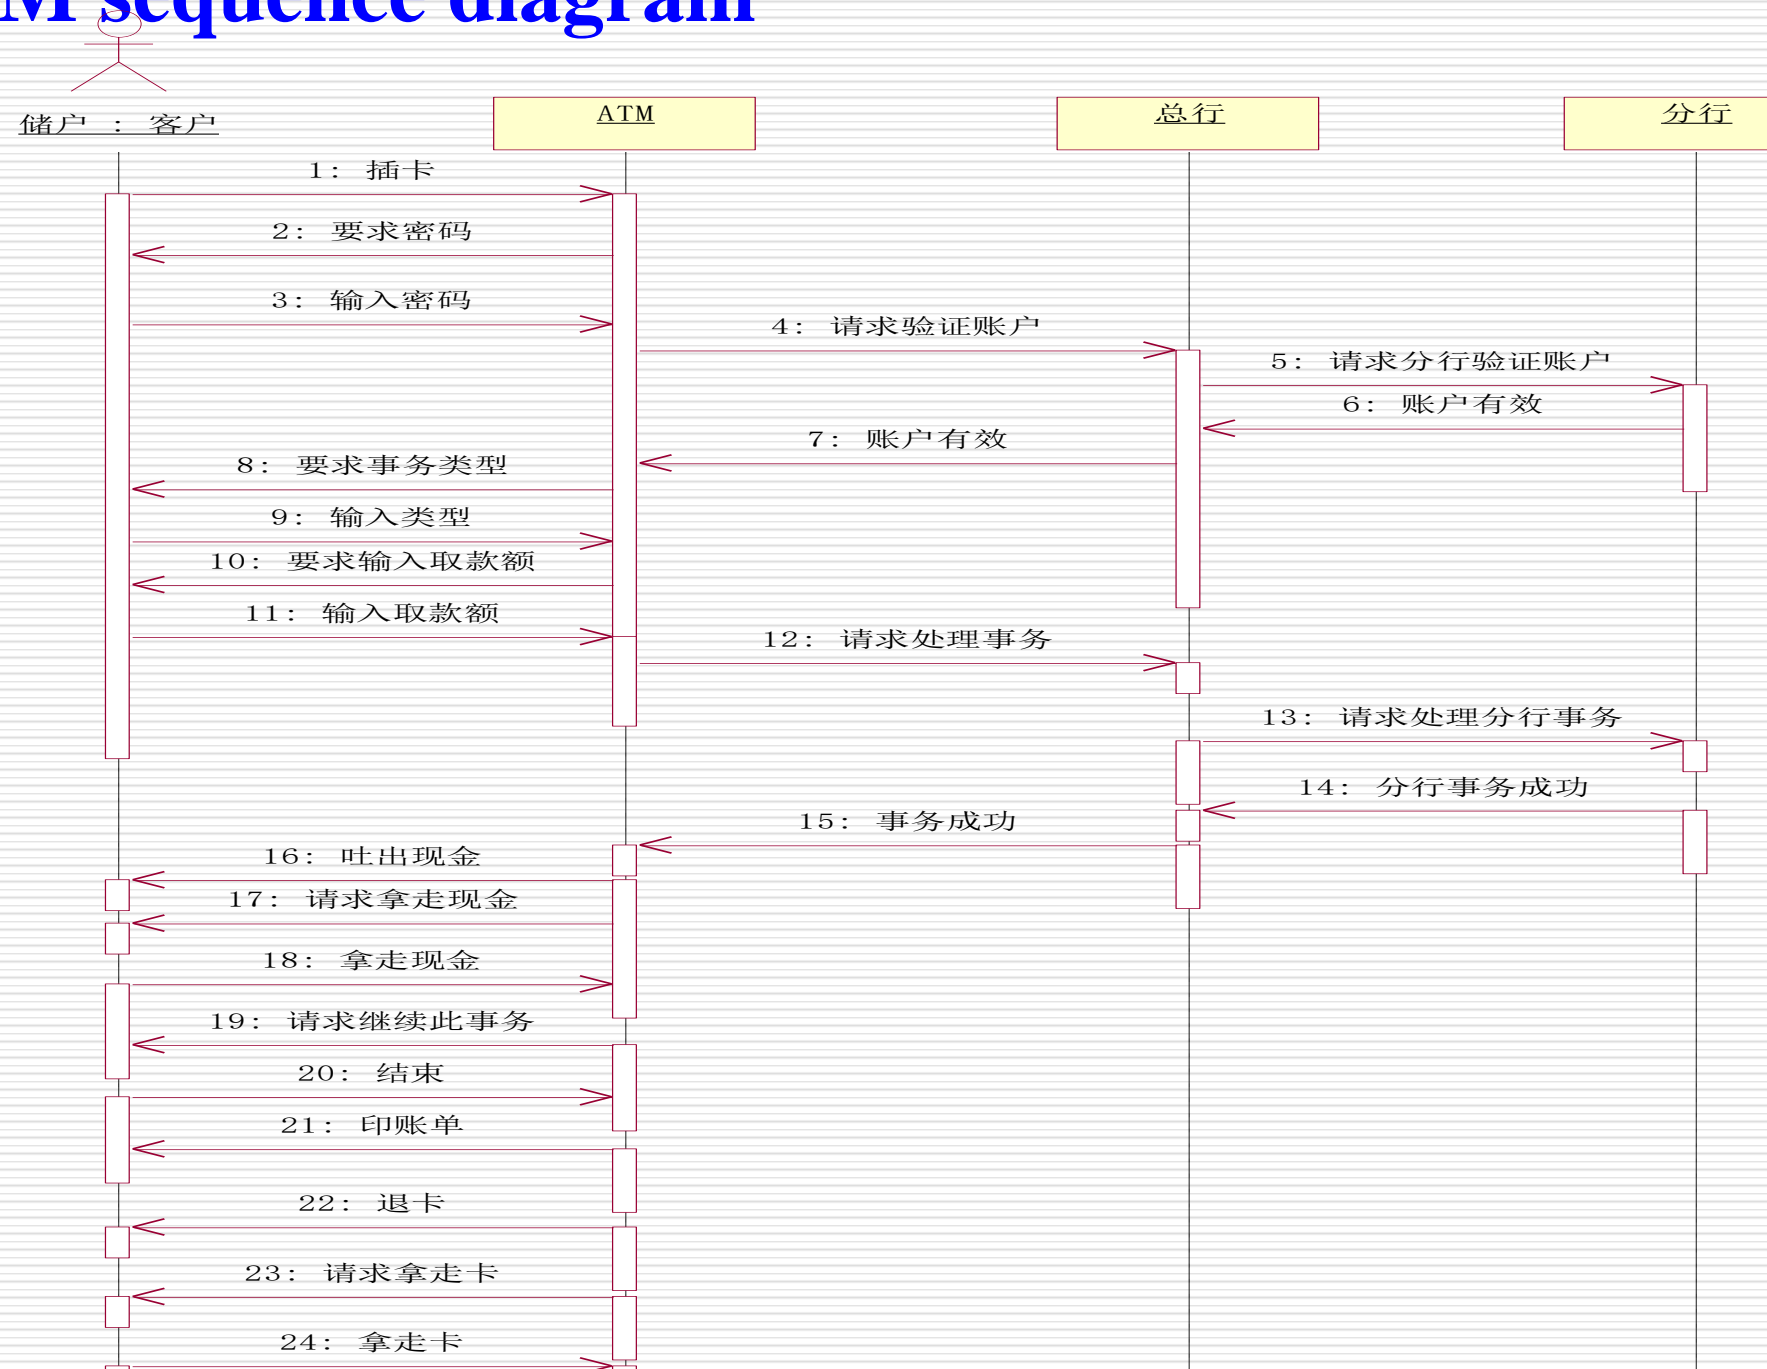 M sequence diagram
储户 : 客户
ATM
总行
分行
1: 插卡
2: 要求密码
3: 输入密码
4: 请求验证账户
5: 请求分行验证账户
6: 账户有效
7: 账户有效
8: 要求事务类型
9: 输入类型
10: 要求输入取款额
11: 输入取款额
12: 请求处理事务
13: 请求处理分行事务
14: 分行事务成功
15: 事务成功
16: 吐出现金
17: 请求拿走现金
18: 拿走现金
19: 请求继续此事务
20: 结束
21: 印账单
22: 退卡
23: 请求拿走卡
24: 拿走卡